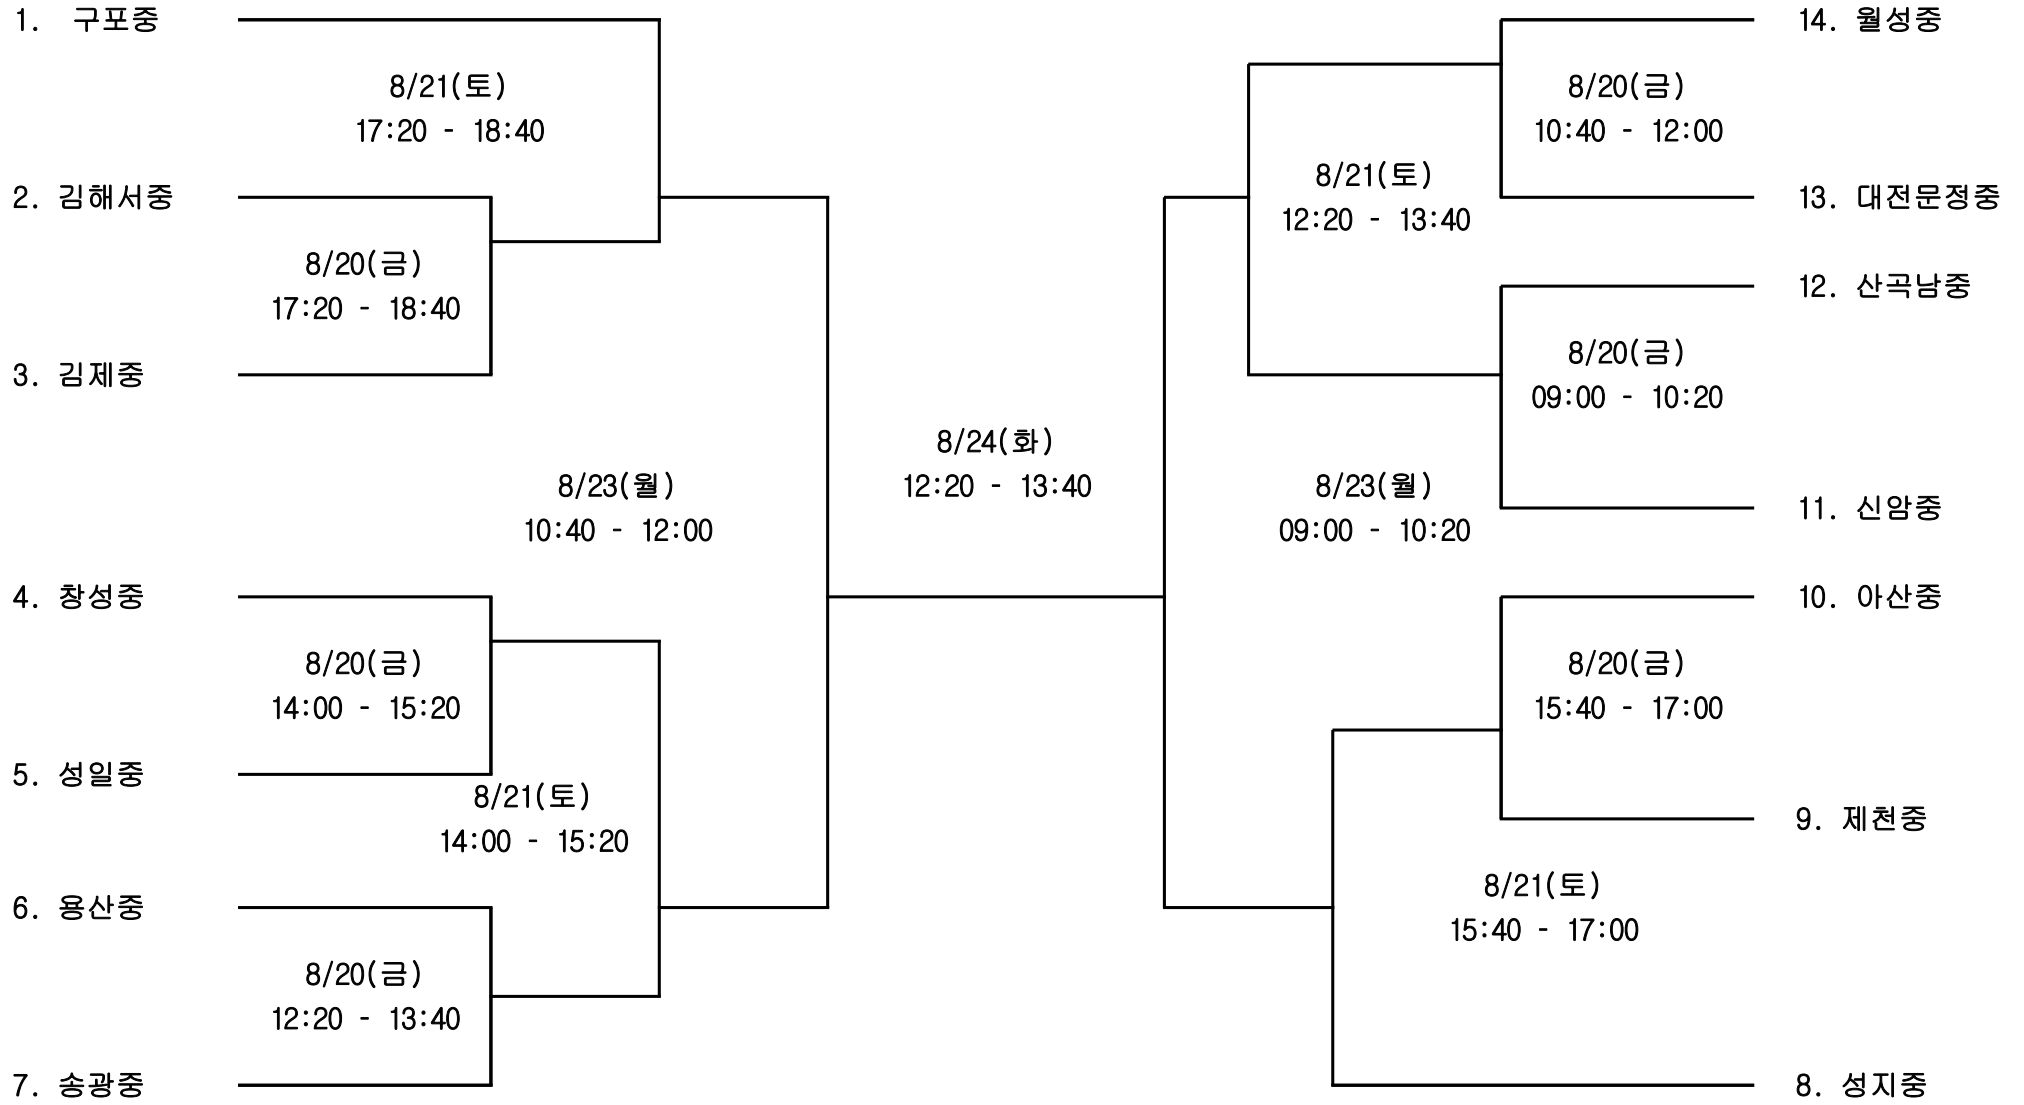 1. 구포중
8/21(토)
17:20 - 18:40
2. 김해서중
8/20(금)
17:20 - 18:40
3. 김제중
8/23(월)
10:40 - 12:00
4. 창성중
8/20(금)
14:00 - 15:20
5. 성일중
8/21(토)
14:00 - 15:20
6. 용산중
8/20(금)
12:20 - 13:40
7. 송광중
8/24(화)
12:20 - 13:40
14. 월성중
8/20(금)
10:40 - 12:00
8/21(토)
12:20 - 13:40
13. 대전문정중
12. 산곡남중
8/20(금)
09:00 - 10:20
8/23(월)
09:00 - 10:20
11. 신암중
10. 아산중
8/20(금)
15:40 - 17:00
9. 제천중
8/21(토)
15:40 - 17:00
8. 성지중